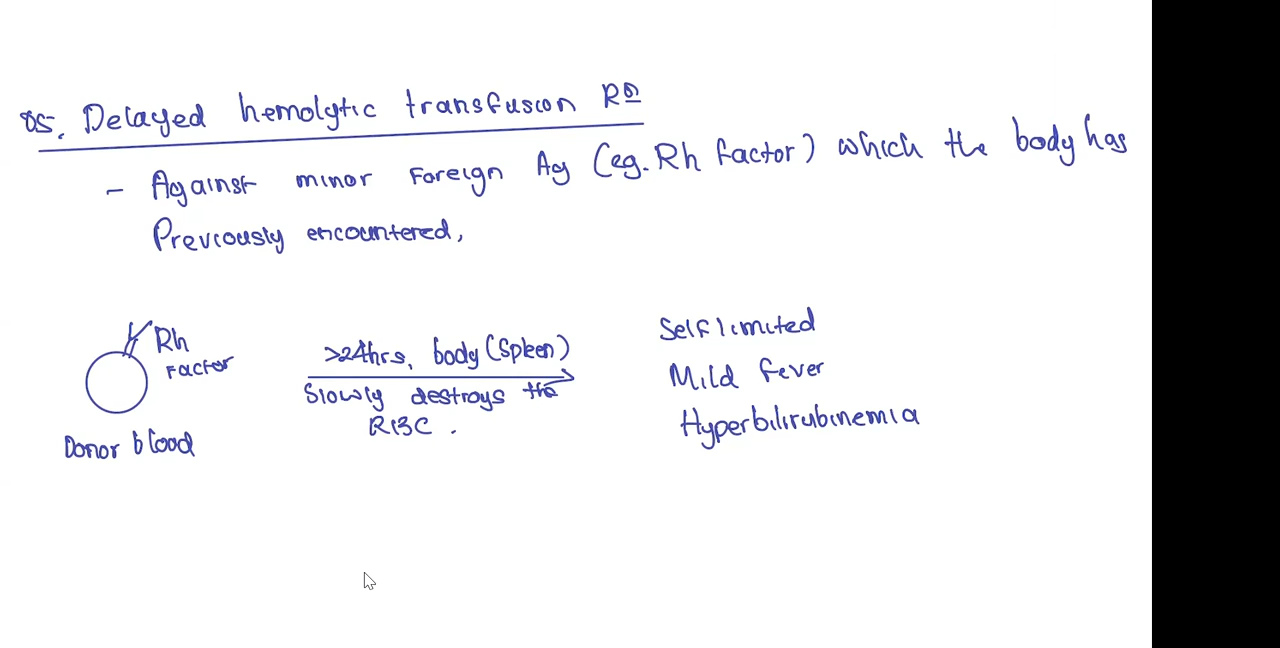 05. Delayed hemolytic transfusion Rxn
- Against minor Foreign Ag (eg. Rh factor) which the body has
Previously encountered,
Rh
Factor
Donor blood
>24hrs, body (Spleen)
Slowly destroys the
RBC.
Self limited
Mild fever
Hyperbilirubinemia